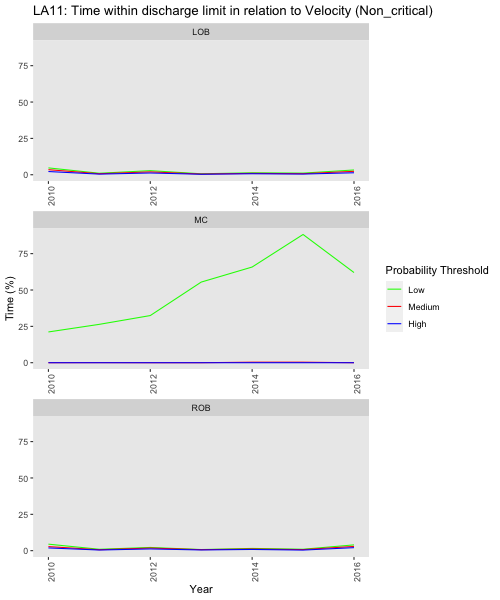 LA11: Time within discharge limit in relation to Velocity (Non_critical)
LOB
75
50
25
0
2010
2012
2014
2016
MC
75
50
25
0
2010
2012
2014
2016
ROB
75
50
25
0
2010
2012
2014
2016
Time (%)
Year
Probability Threshold
Low
Medium
High